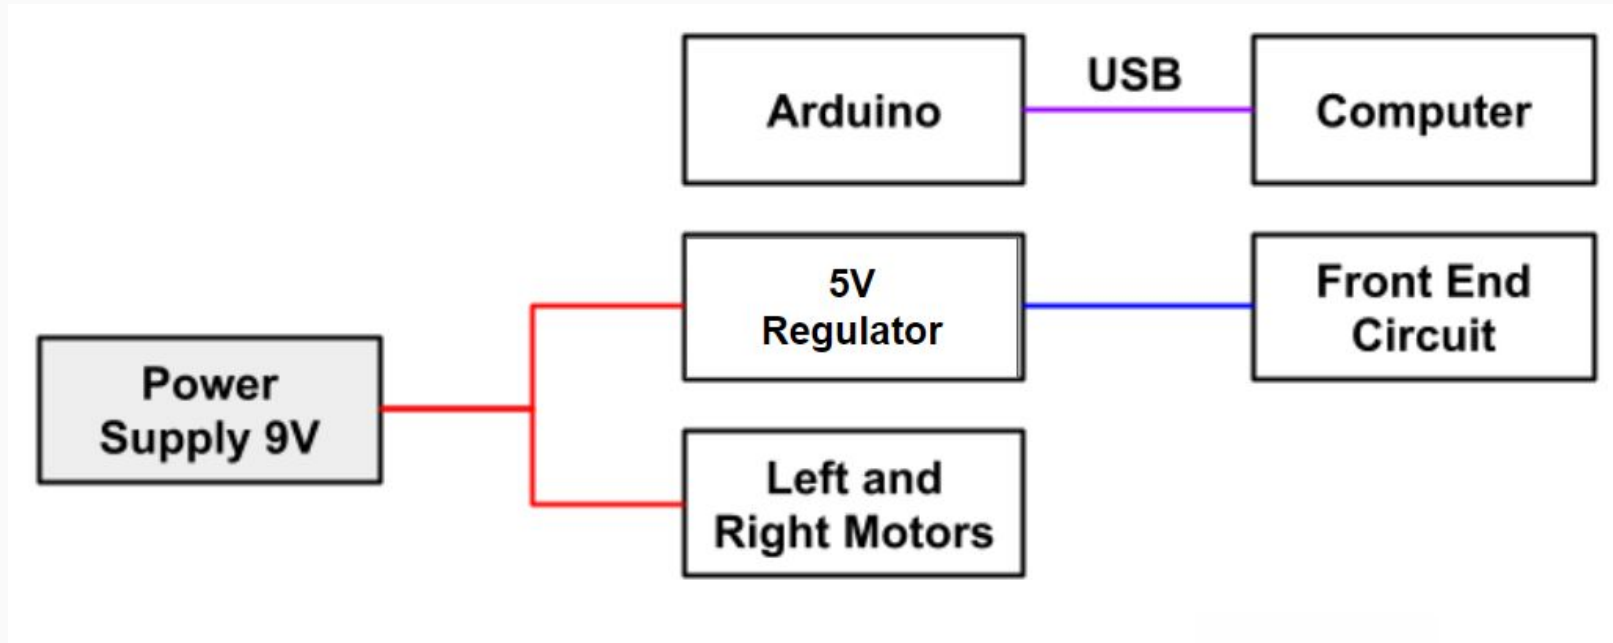 Arduino
USB
Computer
5V
Regulator
Front End
Circuit
Power
Supply 9V
Left and
Right Motors